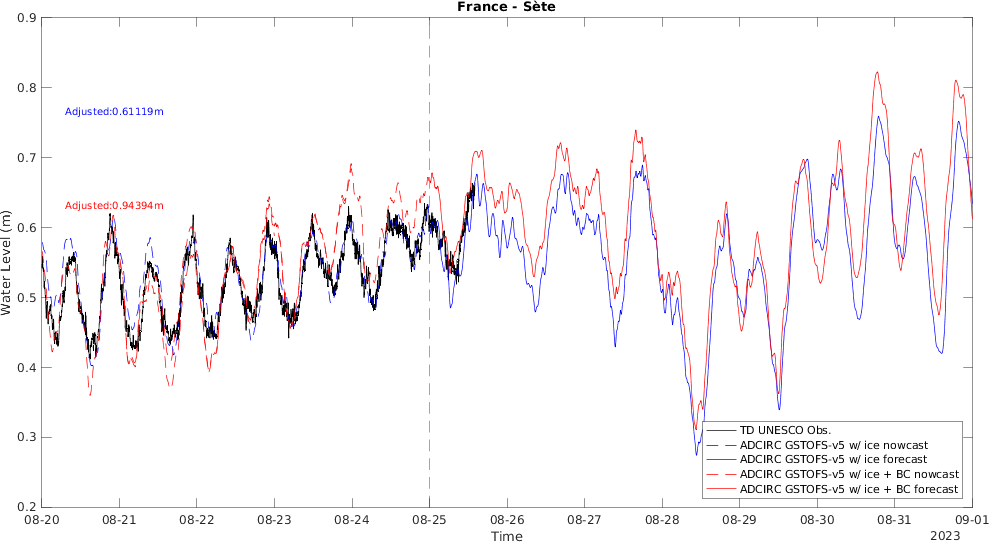 France - Sète
0.9
0.8
0.7
0.6
0.5
0.4
0.3
0.2
Water Level (m)
Adjusted:0.61119m
Adjusted:0.94394m
TD UNESCO Obs.
ADCIRC GSTOFS-v5 w/ ice nowcast
ADCIRC GSTOFS-v5 w/ ice forecast
ADCIRC GSTOFS-v5 w/ ice + BC nowcast
ADCIRC GSTOFS-v5 w/ ice + BC forecast
08-20 08-21 08-22 08-23 08-24 08-25 08-26 08-27 08-28 08-29 08-30 08-31 09-01
Time
2023